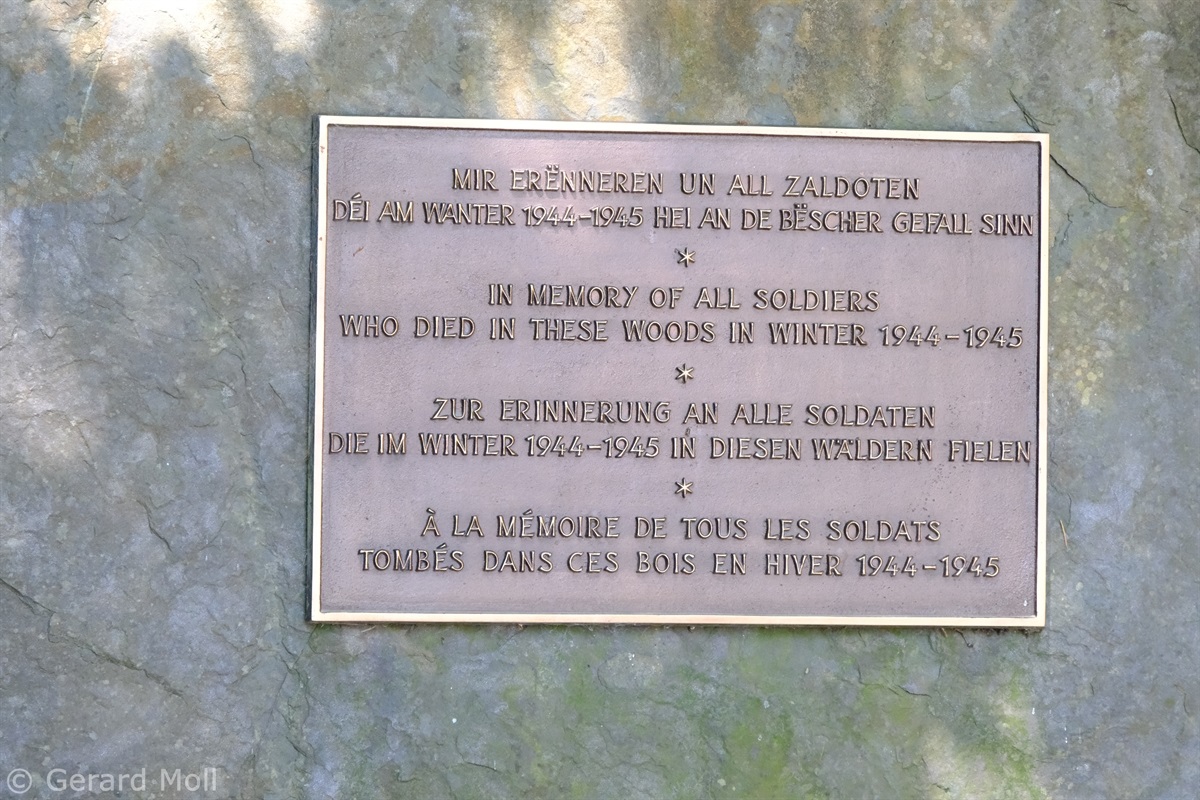 MIR ERËNNEREN UN ALL ZALDOTEN
DÉI AM WANTER 1944-1945 HEI AN DE BËSCHER GEFALL SINN
*
IN MEMORY OF ALL SOLDIERS
WHO DIED IN THESE WOODS IN WINTER 1944-1945
*
ZUR ERINNERUNG AN ALLE SOLDATEN
DIE IM WINTER 1944-1945 IN DIESEN WÄLDERN FIELEN
*
À LA MÉMOIRE DE TOUS LES SOLDATS
TOMBÉS DANS CES BOIS EN HIVER 1944-1945
© Gerard Moll